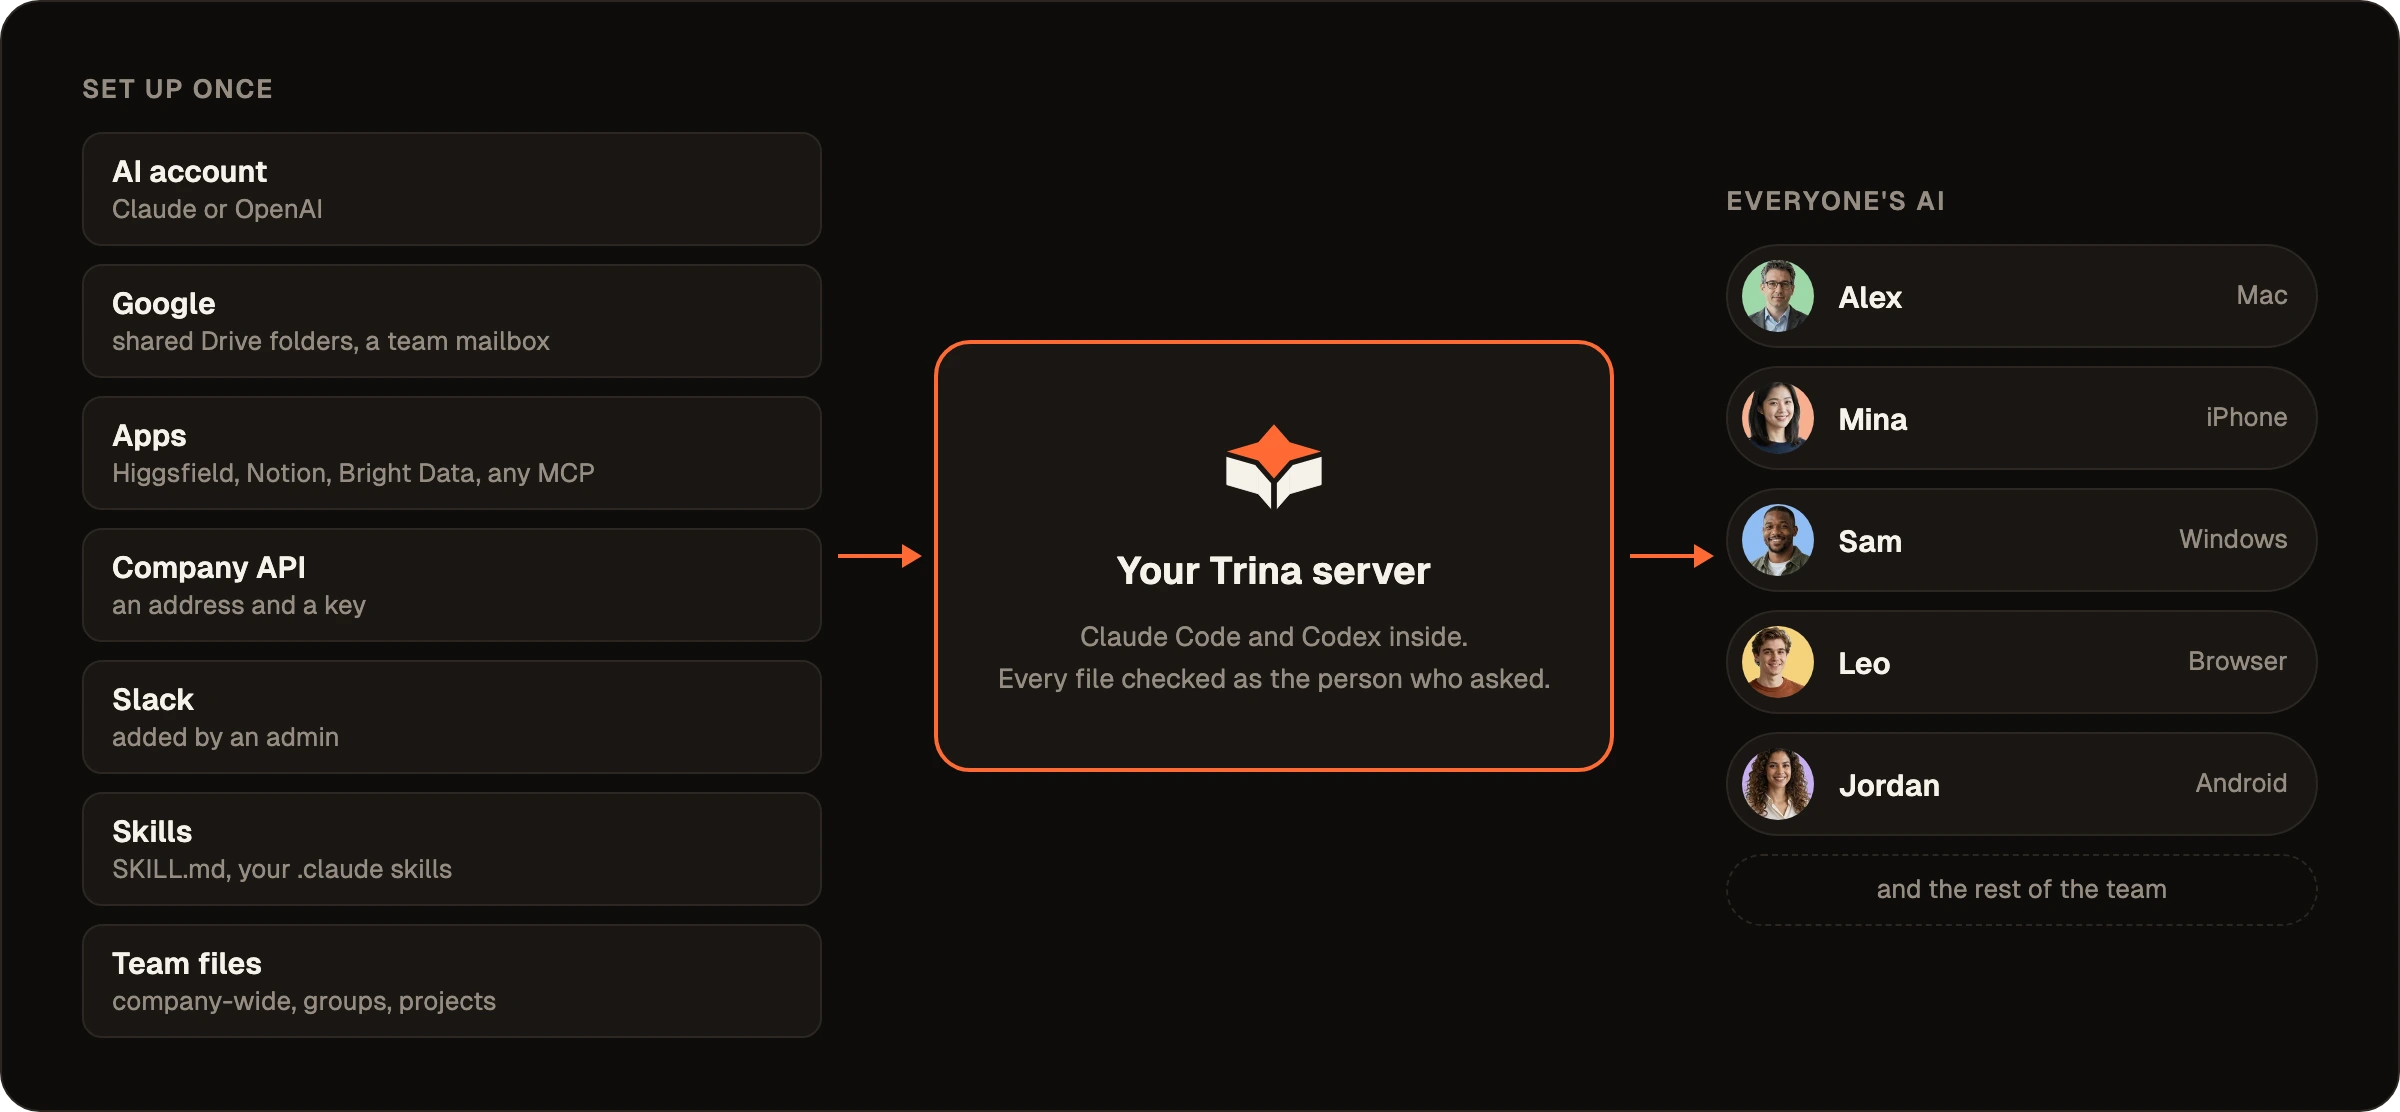 SET UP ONCE
AI account
Claude or OpenAI
Google
shared Drive folders, a team mailbox
Apps
Higgsfield, Notion, Bright Data, any MCP
Company API
an address and a key
Slack
added by an admin
Skills
SKILL.md, your .claude skills
Team files
company-wide, groups, projects
Your Trina server
Claude Code and Codex inside.
Every file checked as the person who asked.
EVERYONE'S AI
Alex
Mac
Mina
iPhone
Sam
Windows
Leo
Browser
Jordan
Android
and the rest of the team